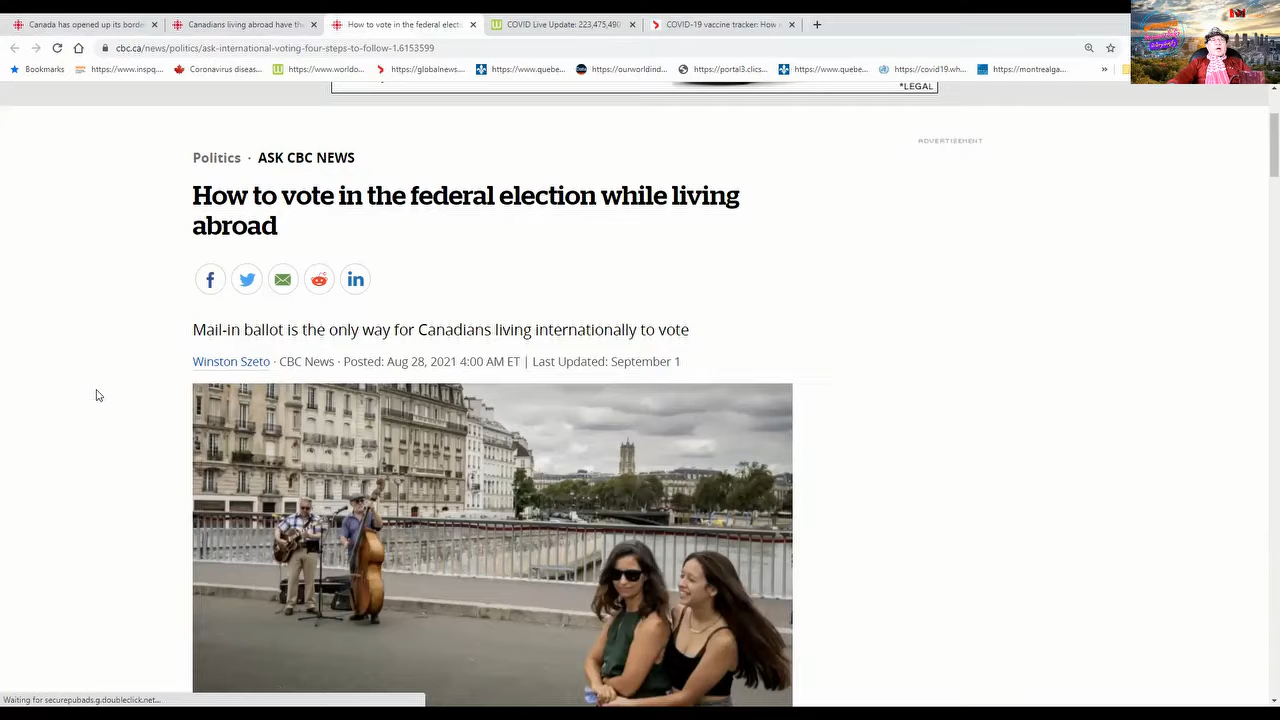 Canada has opened up its borde
Canadians living abroad have the
How to vote in the federal electi
COVID Live Update: 223,475,490
COVID-19 vaccine tracker: How
cbc.ca/news/politics/ask-international-voting-four-steps-to-follow-1.6153599
Bookmarks
https://www.inspq....
Coronavirus diseas...
https://www.worldo...
https://globalnews....
https://www.quebe...
https://ourworldind...
https://portal3.clics...
https://www.quebe...
https://covid19.wh...
https://montrealga...
*LEGAL
ADVERTISEMENT
Politics · ASK CBC NEWS
How to vote in the federal election while living
abroad
Mail-in ballot is the only way for Canadians living internationally to vote
Winston Szeto · CBC News · Posted: Aug 28, 2021 4:00 AM ET | Last Updated: September 1
Waiting for securepubads.g.doubleclick.net...